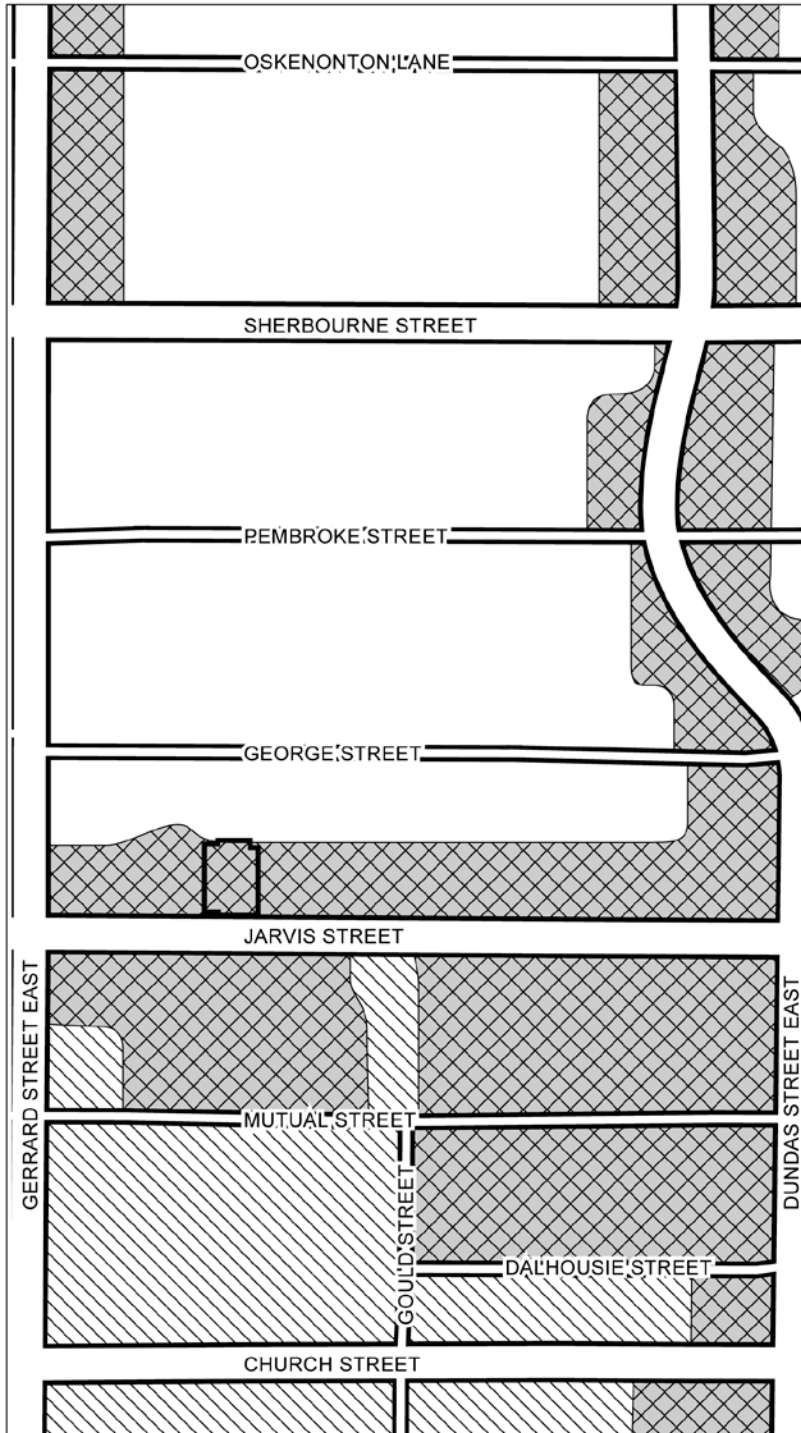 OSKENONTON LANE
SHERBOURNE STREET
PEMBROKE STREET
GEORGE STREET
JARVIS STREET
GERRARD STREET EAST
DUNDAS STREET EAST
MUTUAL STREET
GOULD STREET
DALHOUSIE STREET
CHURCH STREET